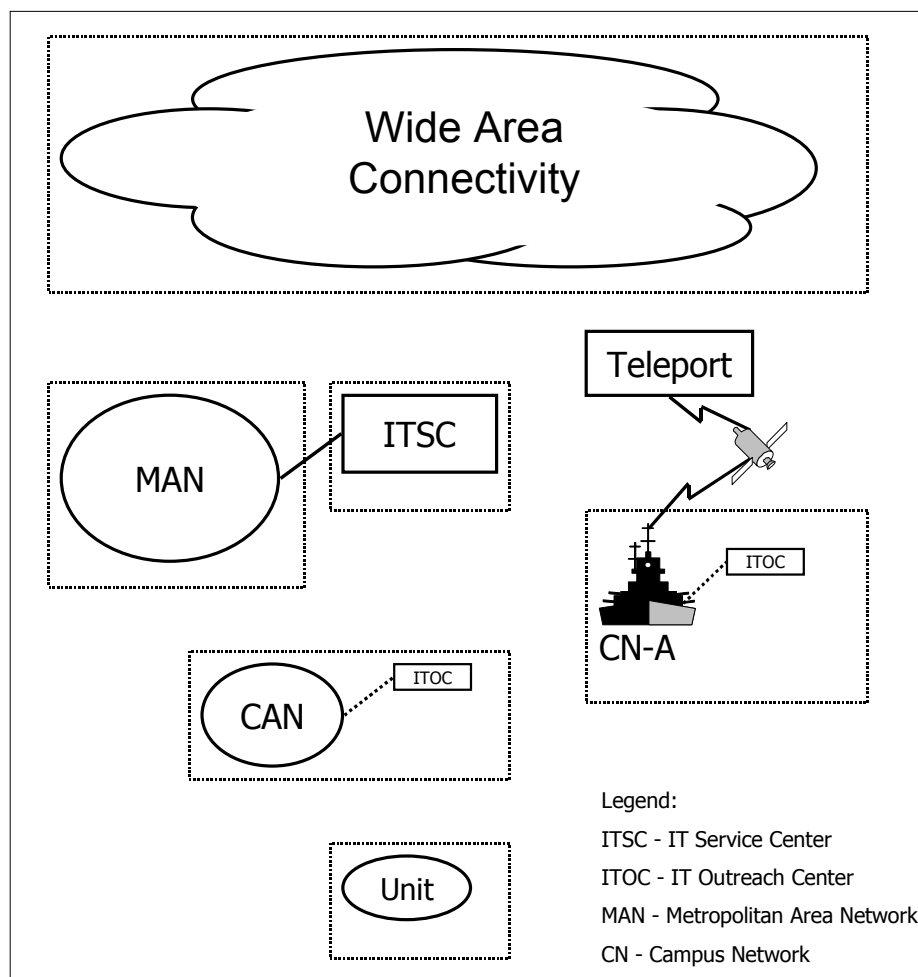 Wide Area
Connectivity
Teleport
MAN
ITSC
ITOC
CN-A
CAN
ITOC
Unit
Legend:
ITSC - IT Service Center
ITOC - IT Outreach Center
MAN - Metropolitan Area Network
CN - Campus Network